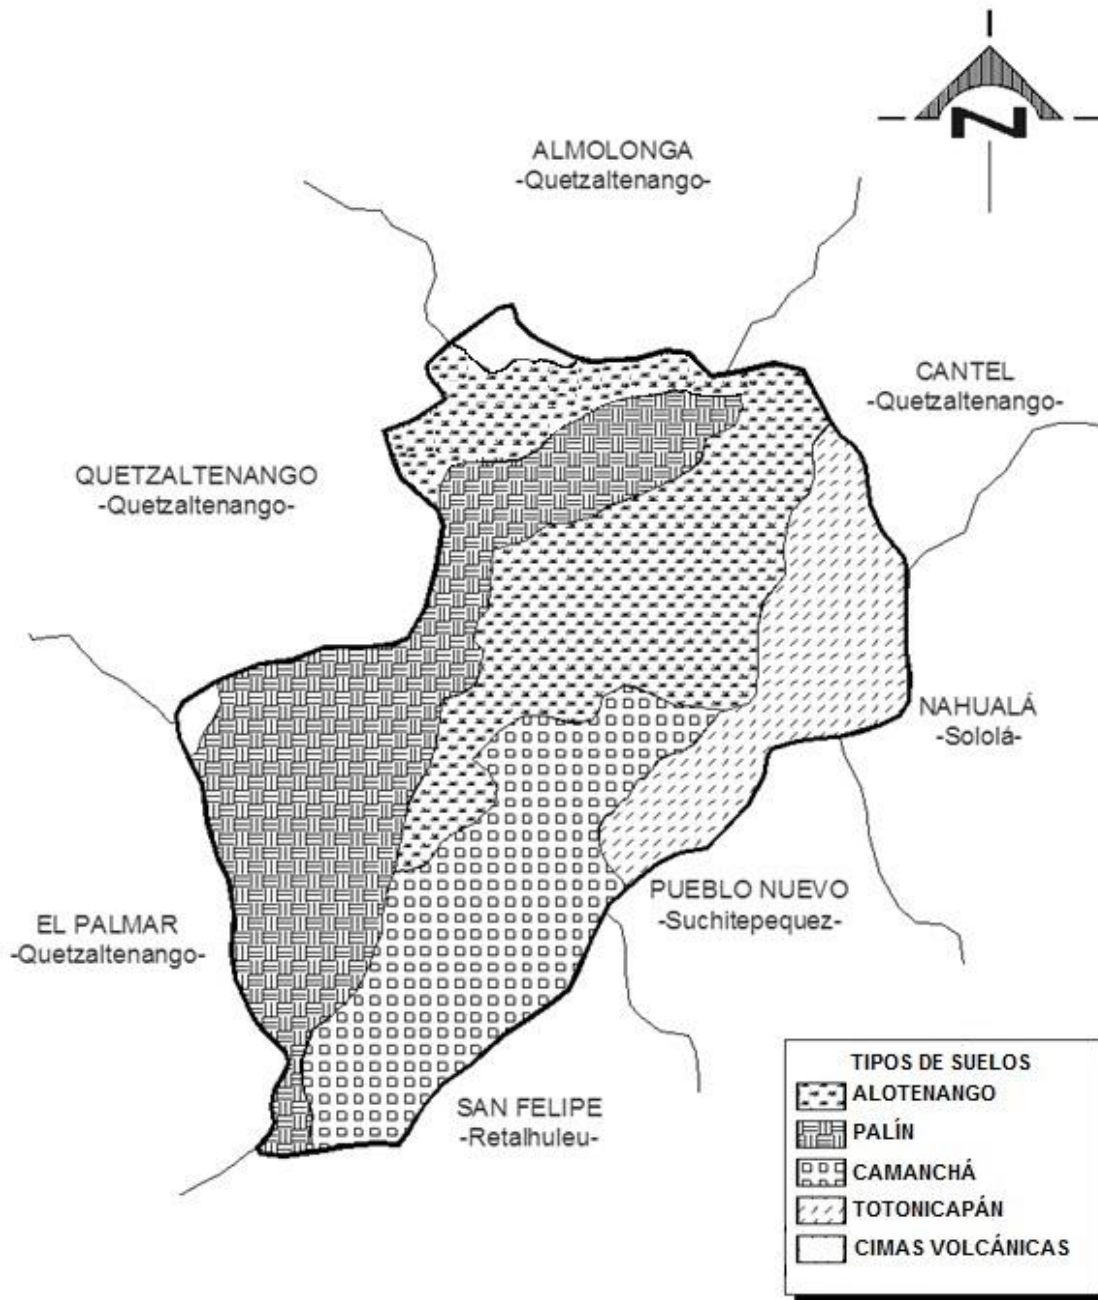 N
ALMOLONGA
-Quetzaltenango-
CANTEL
-Quetzaltenango-
QUETZALTENANGO
-Quetzaltenango-
NAHUALÁ
-Sololá-
PUEBLO NUEVO
-Suchitepequez-
EL PALMAR
-Quetzaltenango-
SAN FELIPE
-Retalhuleu-
TIPOS DE SUELOS
ALOTENANGO
PALÍN
CAMANCHÁ
TOTONICAPÁN
CIMAS VOLCÁNICAS